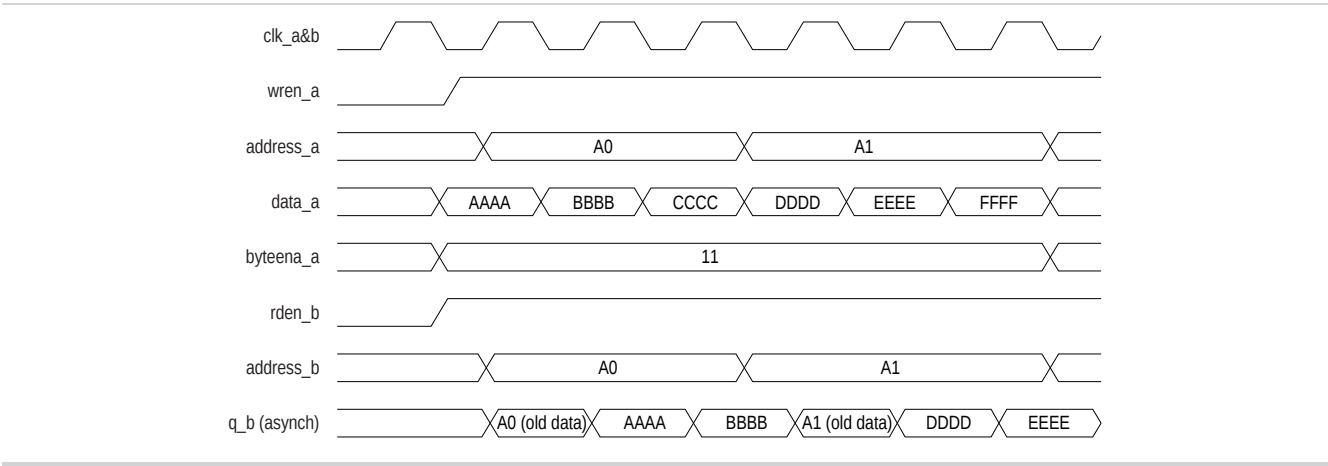 clk_a&b
wren_a
address_a A0 A1
data_a AAAA BBBB CCCC DDDD EEEE FFFF
byteena_a 11
rden_b
address_b A0 A1
q_b (asynch) A0 (old data) AAAA BBBB A1 (old data) DDDD EEEE